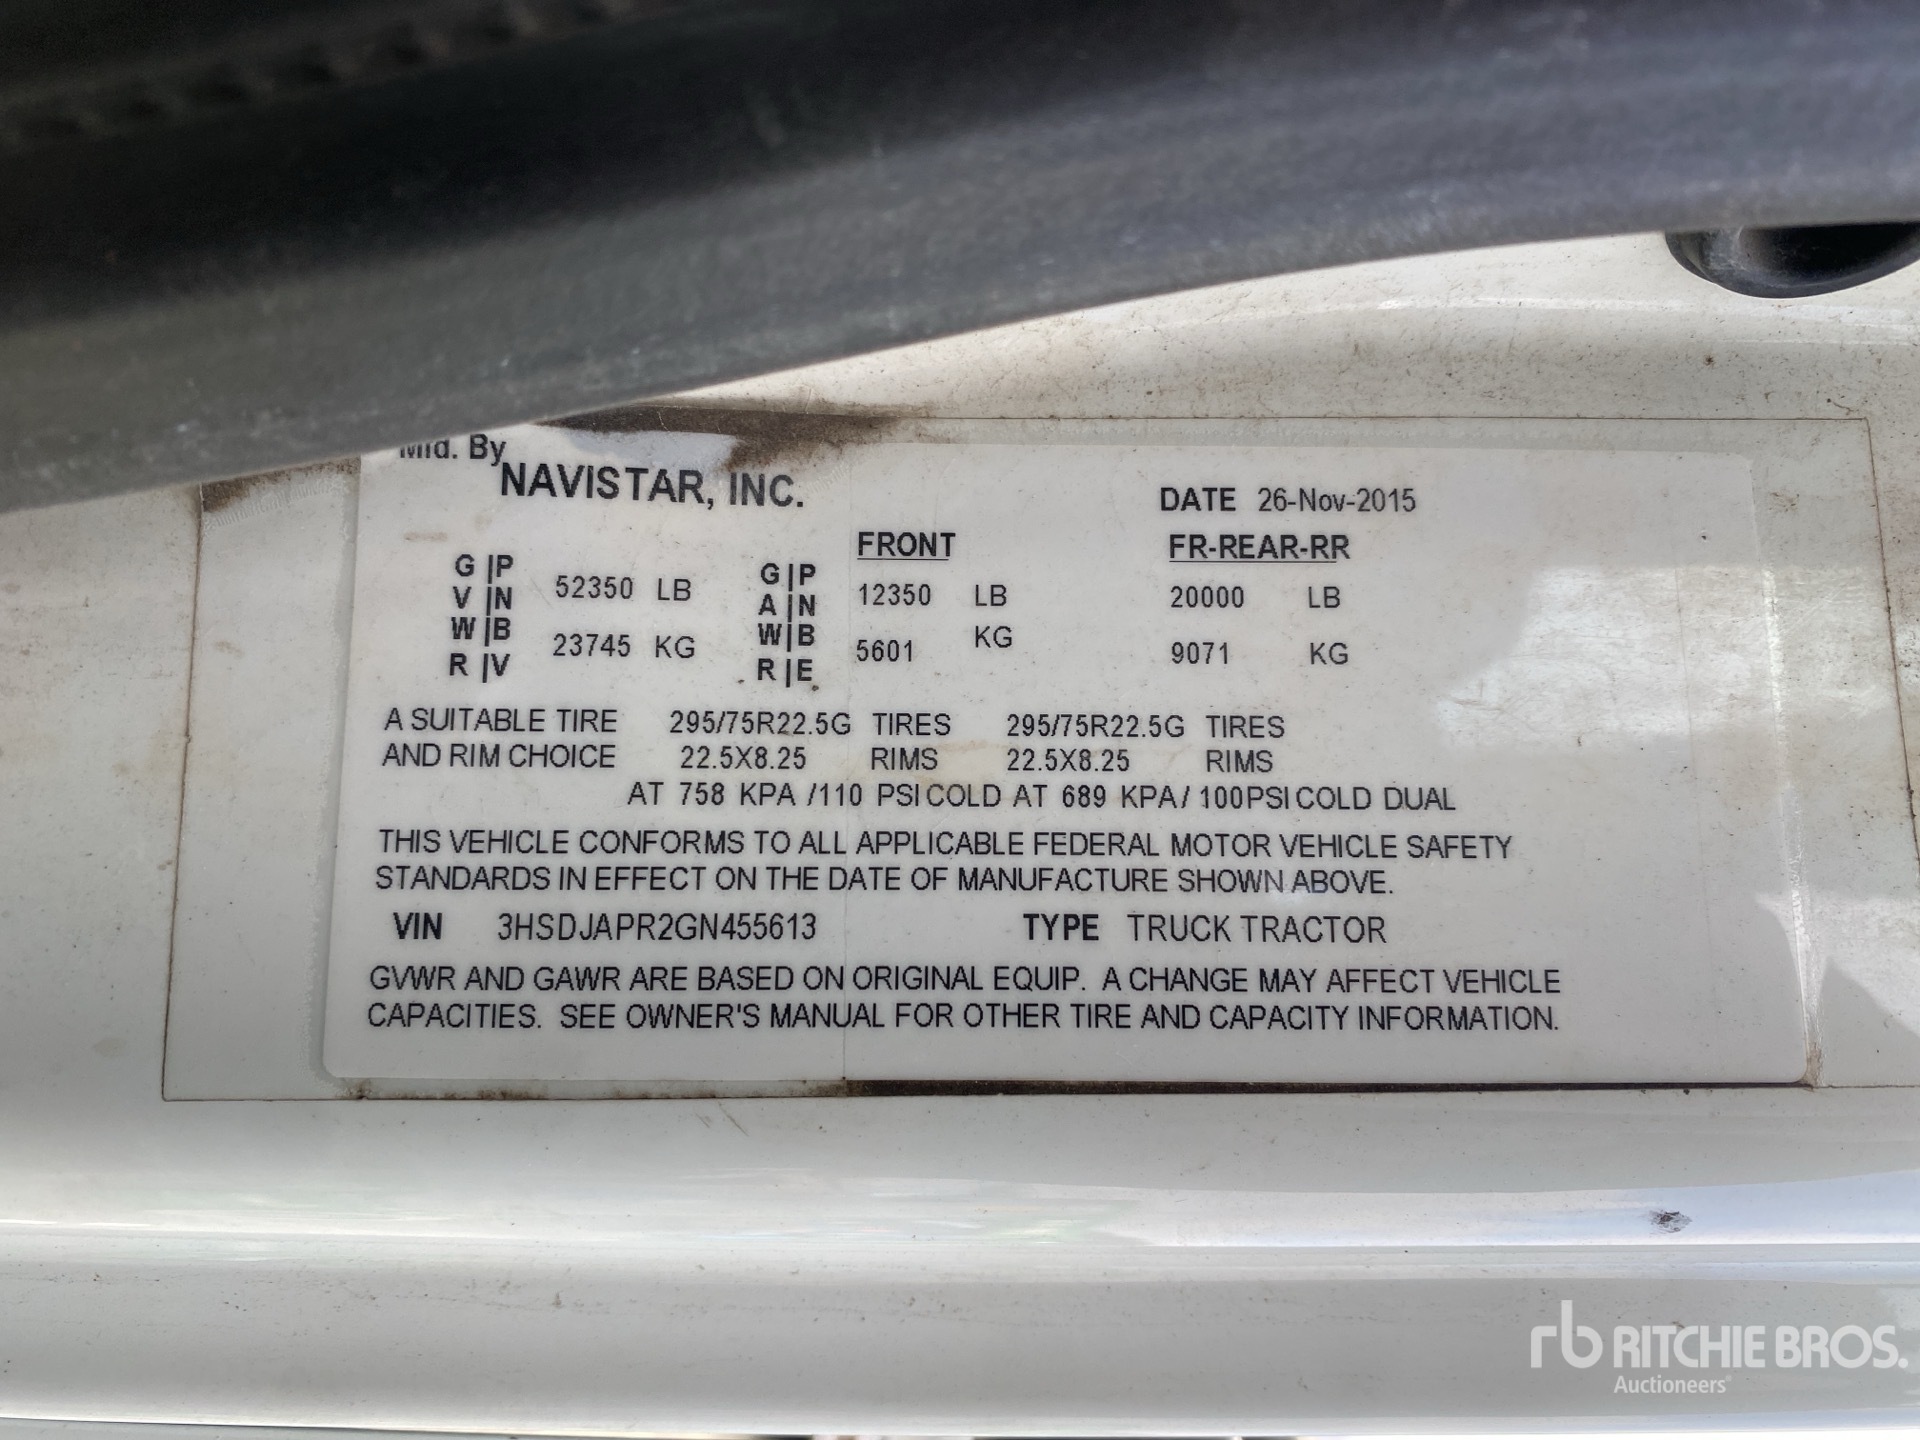 Mfd. By
NAVISTAR, INC.
DATE 26-Nov-2015
FRONT FR-REAR-RR
G|P 52350 LB G|P 12350 LB 20000 LB
V|N A|N
W|B 23745 KG W|B 5601 KG 9071 KG
R|V R|E
A SUITABLE TIRE 295/75R22.5G TIRES 295/75R22.5G TIRES
AND RIM CHOICE 22.5X8.25 RIMS 22.5X8.25 RIMS
AT 758 KPA /110 PSI COLD AT 689 KPA/ 100PSI COLD DUAL
THIS VEHICLE CONFORMS TO ALL APPLICABLE FEDERAL MOTOR VEHICLE SAFETY
STANDARDS IN EFFECT ON THE DATE OF MANUFACTURE SHOWN ABOVE.
VIN 3HSDJAPR2GN455613 TYPE TRUCK TRACTOR
GVWR AND GAWR ARE BASED ON ORIGINAL EQUIP. A CHANGE MAY AFFECT VEHICLE
CAPACITIES. SEE OWNER'S MANUAL FOR OTHER TIRE AND CAPACITY INFORMATION.
rb RITCHIE BROS.
Auctioneers